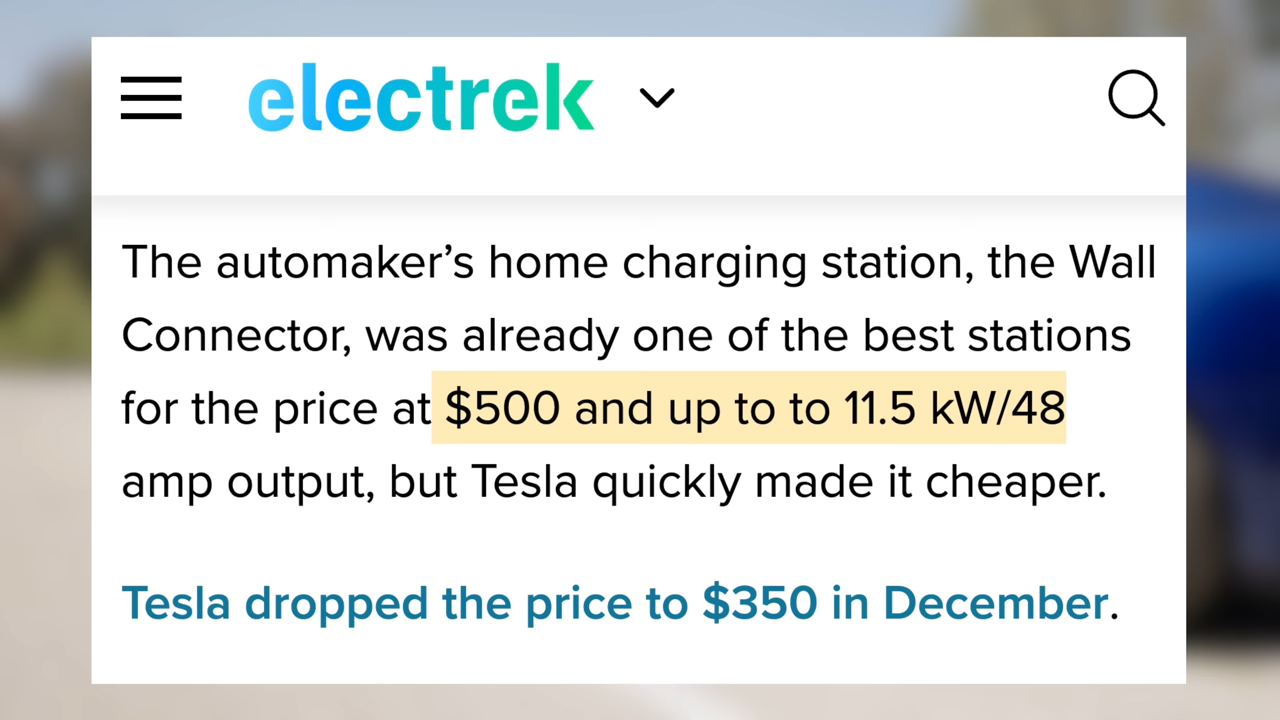 electrek
The automaker’s home charging station, the Wall
Connector, was already one of the best stations
for the price at $500 and up to to 11.5 kW/48
amp output, but Tesla quickly made it cheaper.
Tesla dropped the price to $350 in December.